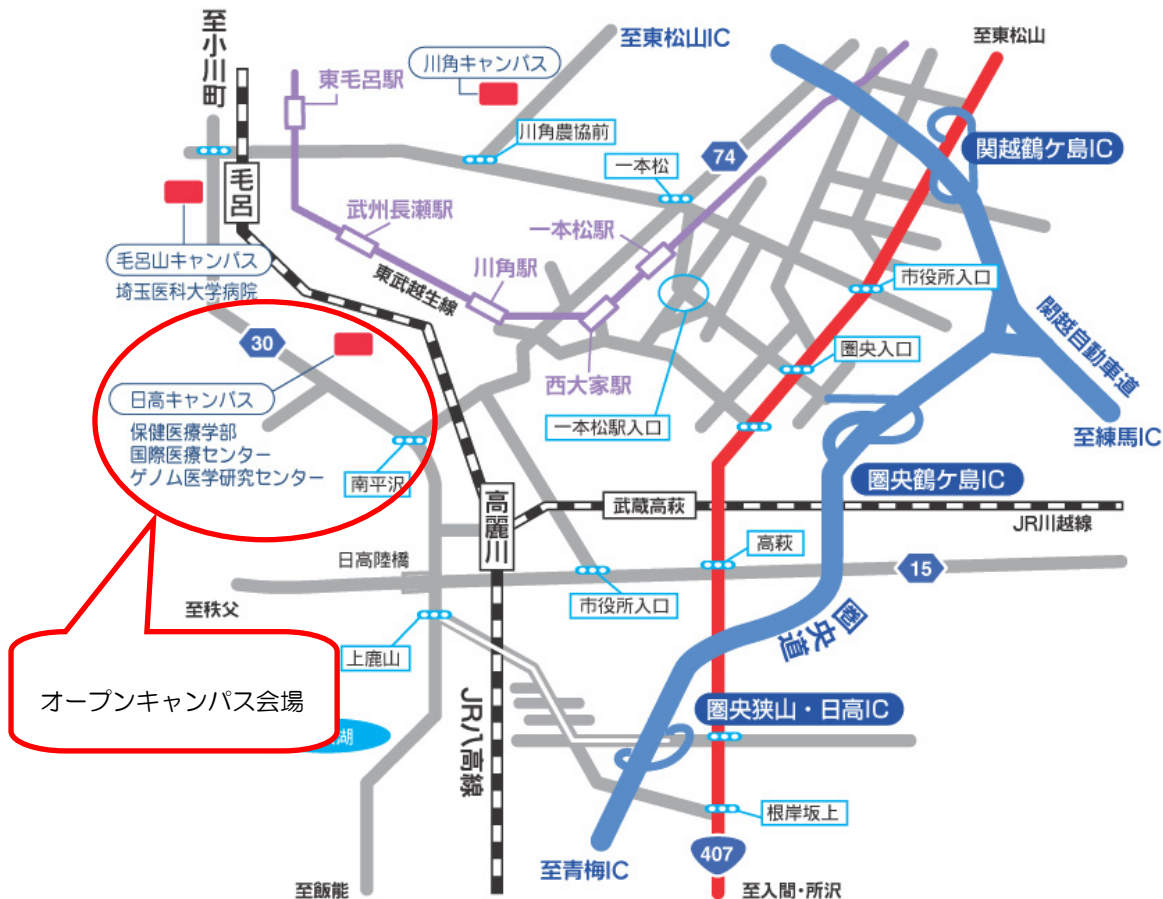 至小川町
東毛呂駅
川角キャンパス
至東松山IC
至東松山
川角農協前
74
関越鶴ケ島IC
一本松
毛呂
武州長瀬駅
一本松駅
毛呂山キャンパス
埼玉医科大学病院
東武越生線
川角駅
市役所入口
関越自動車道
30
圏央入口
西大家駅
日高キャンパス
保健医療学部
国際医療センター
ゲノム医学研究センター
一本松駅入口
至練馬IC
南平沢
高麗川
武蔵高萩
圏央鶴ケ島IC
JR川越線
高萩
日高陸橋
15
市役所入口
至秩父
圏央道
上鹿山
オープンキャンパス会場
湖
JR八高線
圏央狭山・日高IC
根岸坂上
407
至青梅IC
至飯能
至入間・所沢